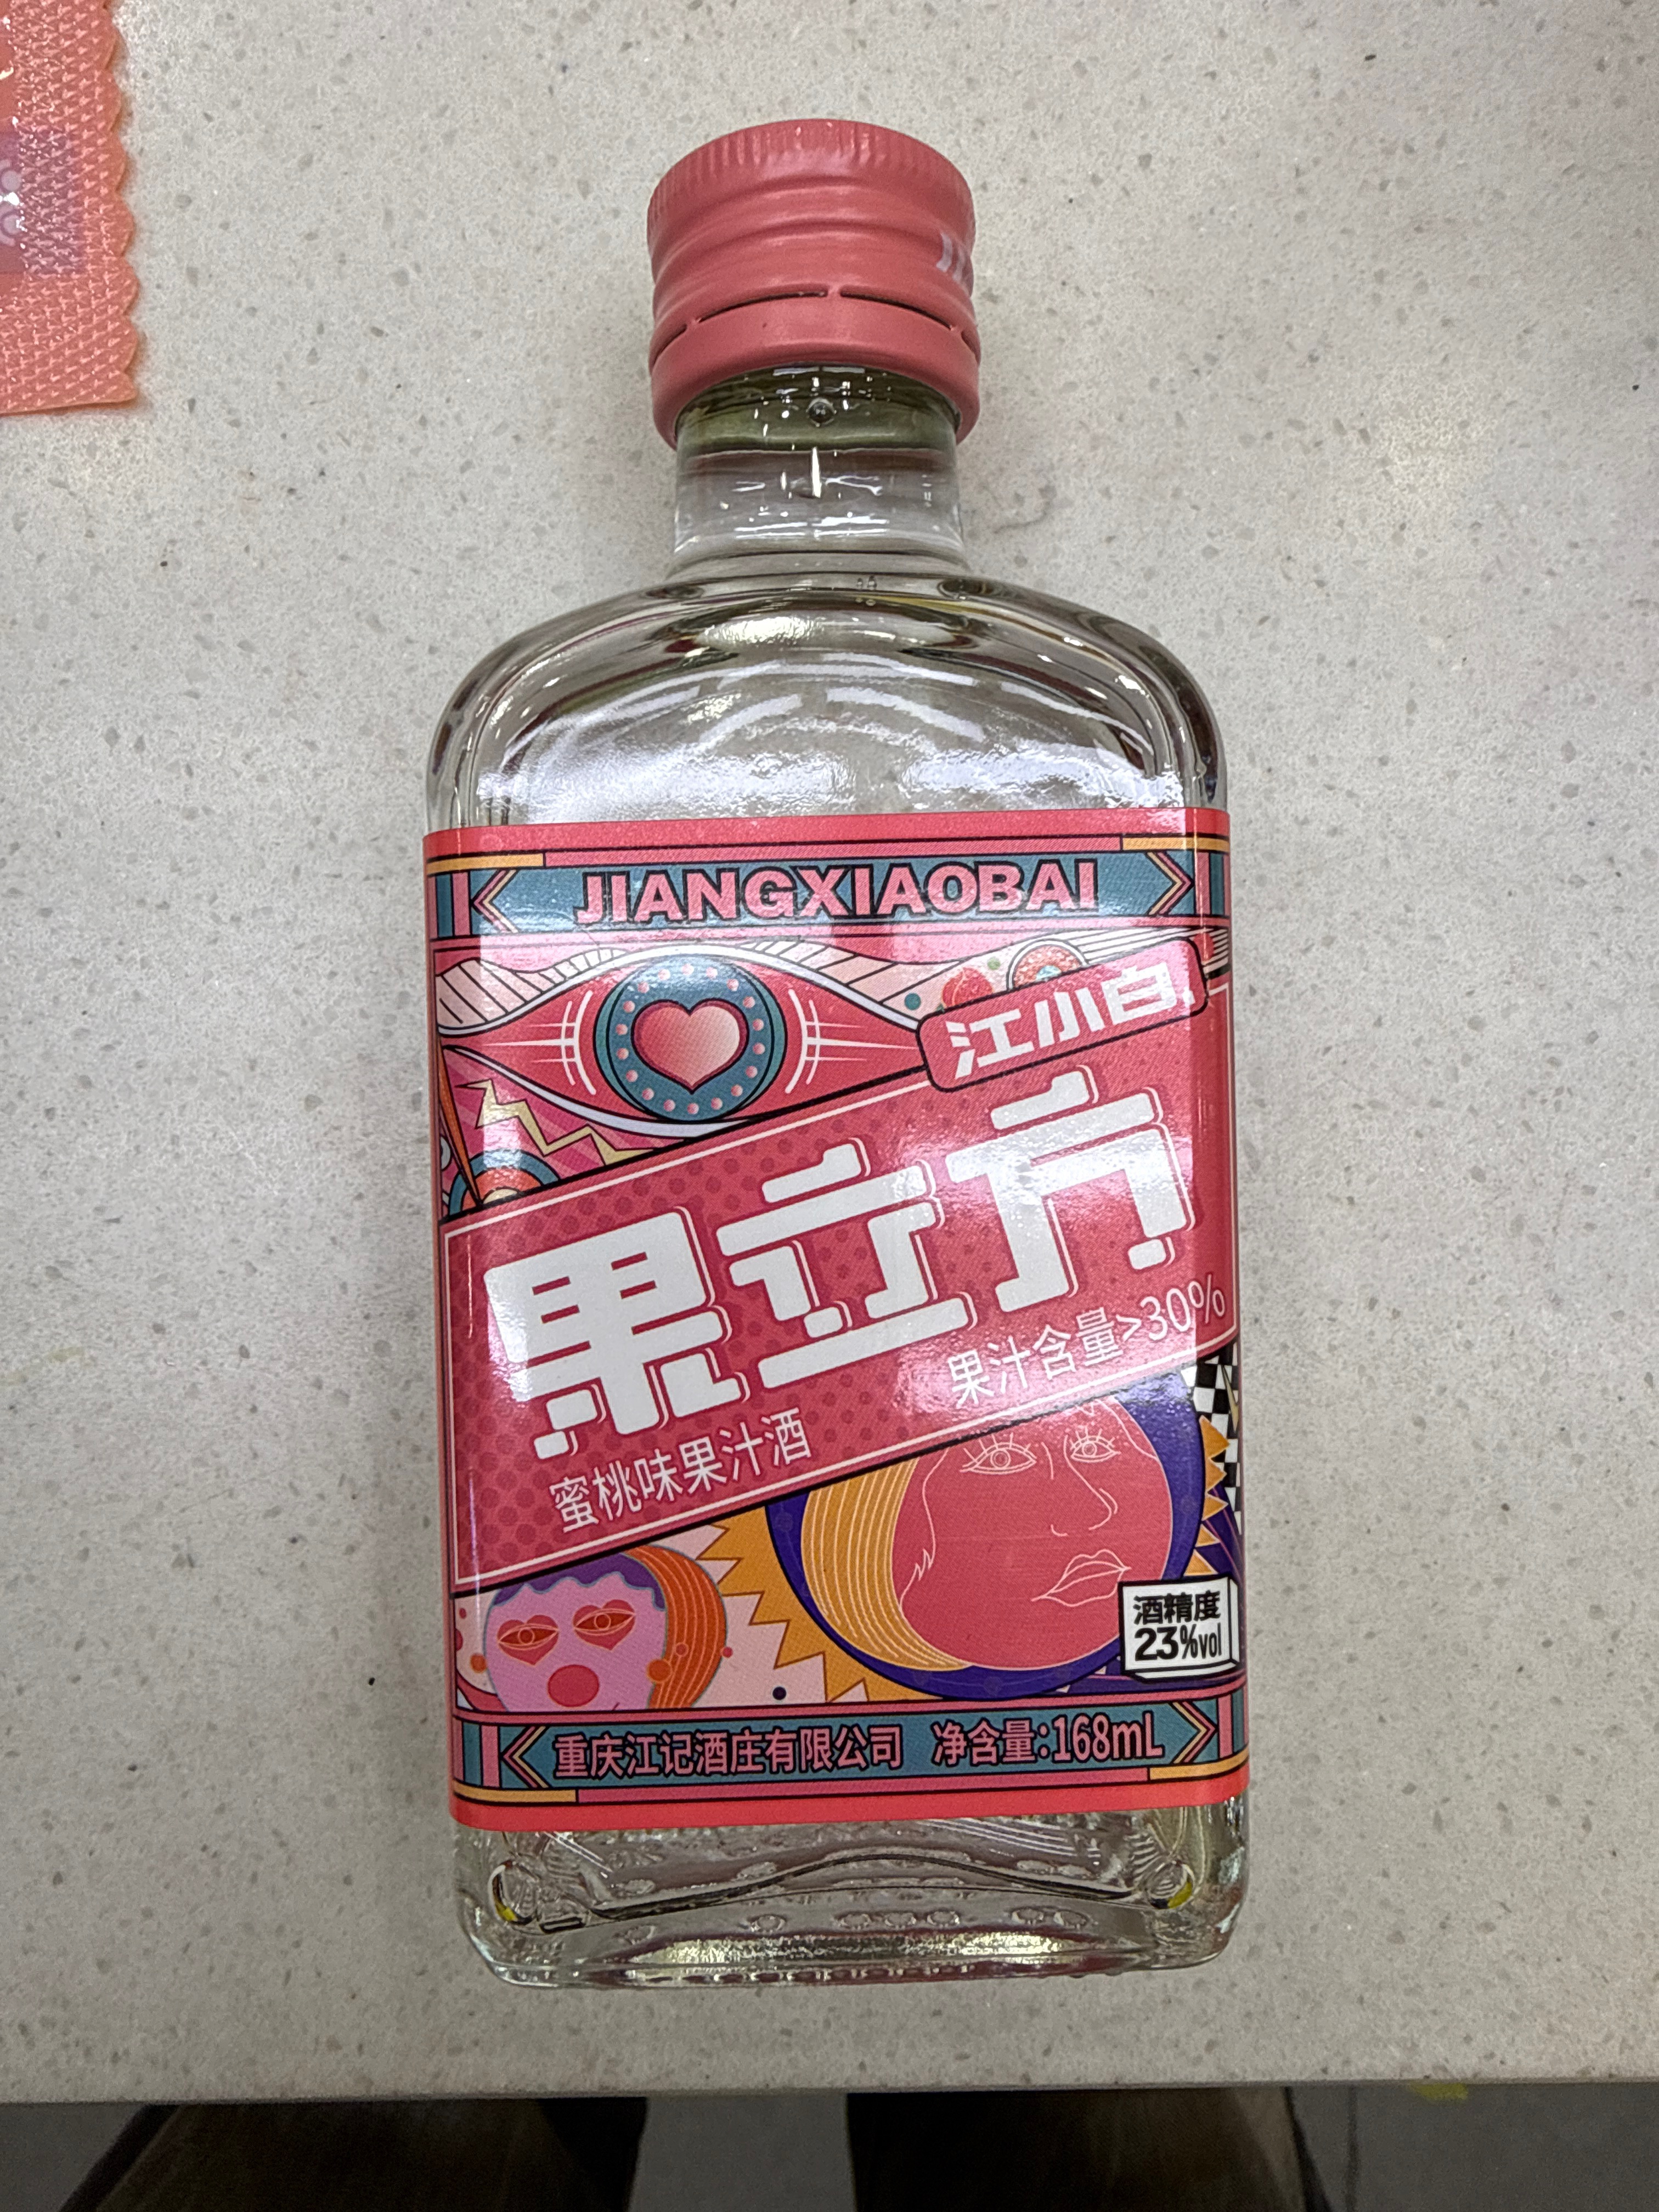 JIANGXIAOBAI
江小白
果立方
果汁含量>30%
蜜桃味果汁酒
酒精度
23%vol
重庆江记酒庄有限公司 净含量:168mL